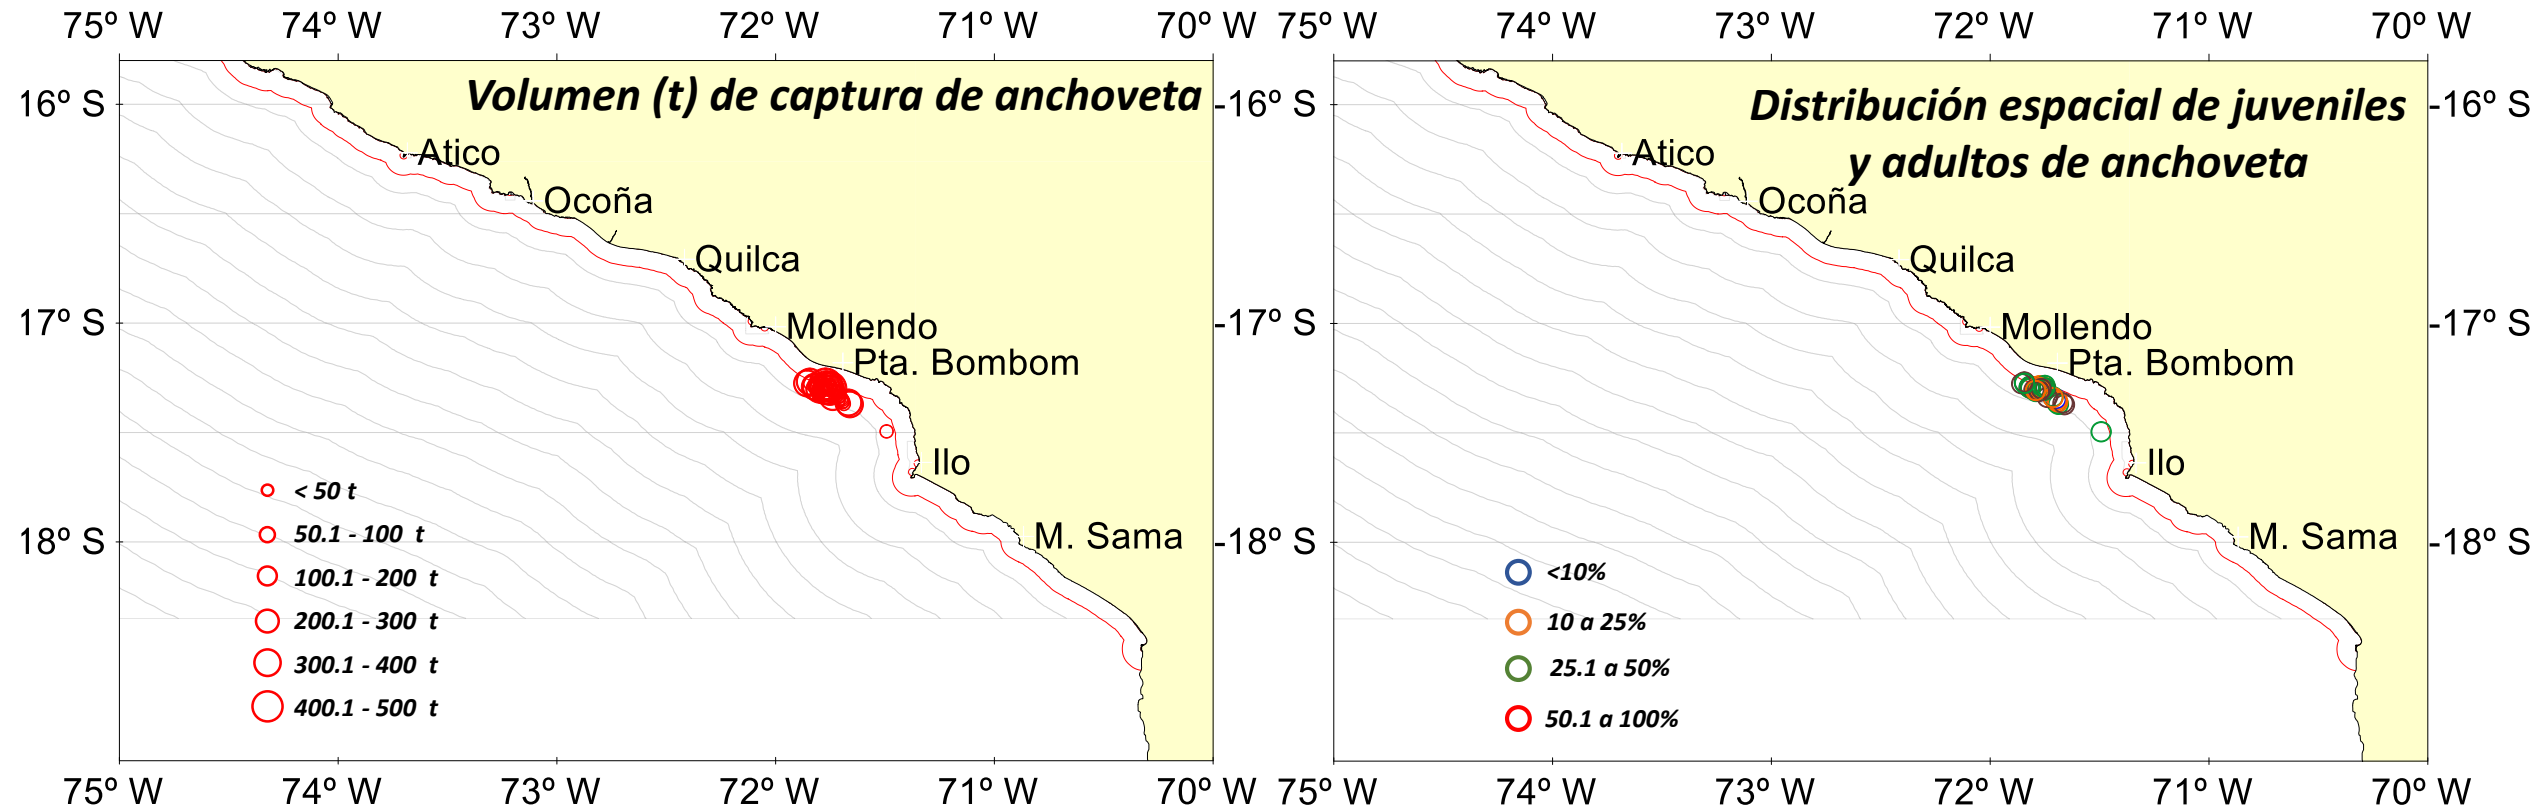 75º W 74º W 73º W 72º W 71º W 70º W
Volumen (t) de captura de anchoveta
16º S
Atico
Ocoña
Quilca
17º S
Mollendo
Pta. Bombom
Ilo
18º S
M. Sama
< 50 t
50.1 - 100 t
100.1 - 200 t
200.1 - 300 t
300.1 - 400 t
400.1 - 500 t
75º W 74º W 73º W 72º W 71º W 70º W
75º W 74º W 73º W 72º W 71º W 70º W
Distribución espacial de juveniles
y adultos de anchoveta
-16º S
-16º S
Atico
Ocoña
Quilca
-17º S
-17º S
Mollendo
Pta. Bombom
Ilo
-18º S
-18º S
M. Sama
<10%
10 a 25%
25.1 a 50%
50.1 a 100%
75º W 74º W 73º W 72º W 71º W 70º W